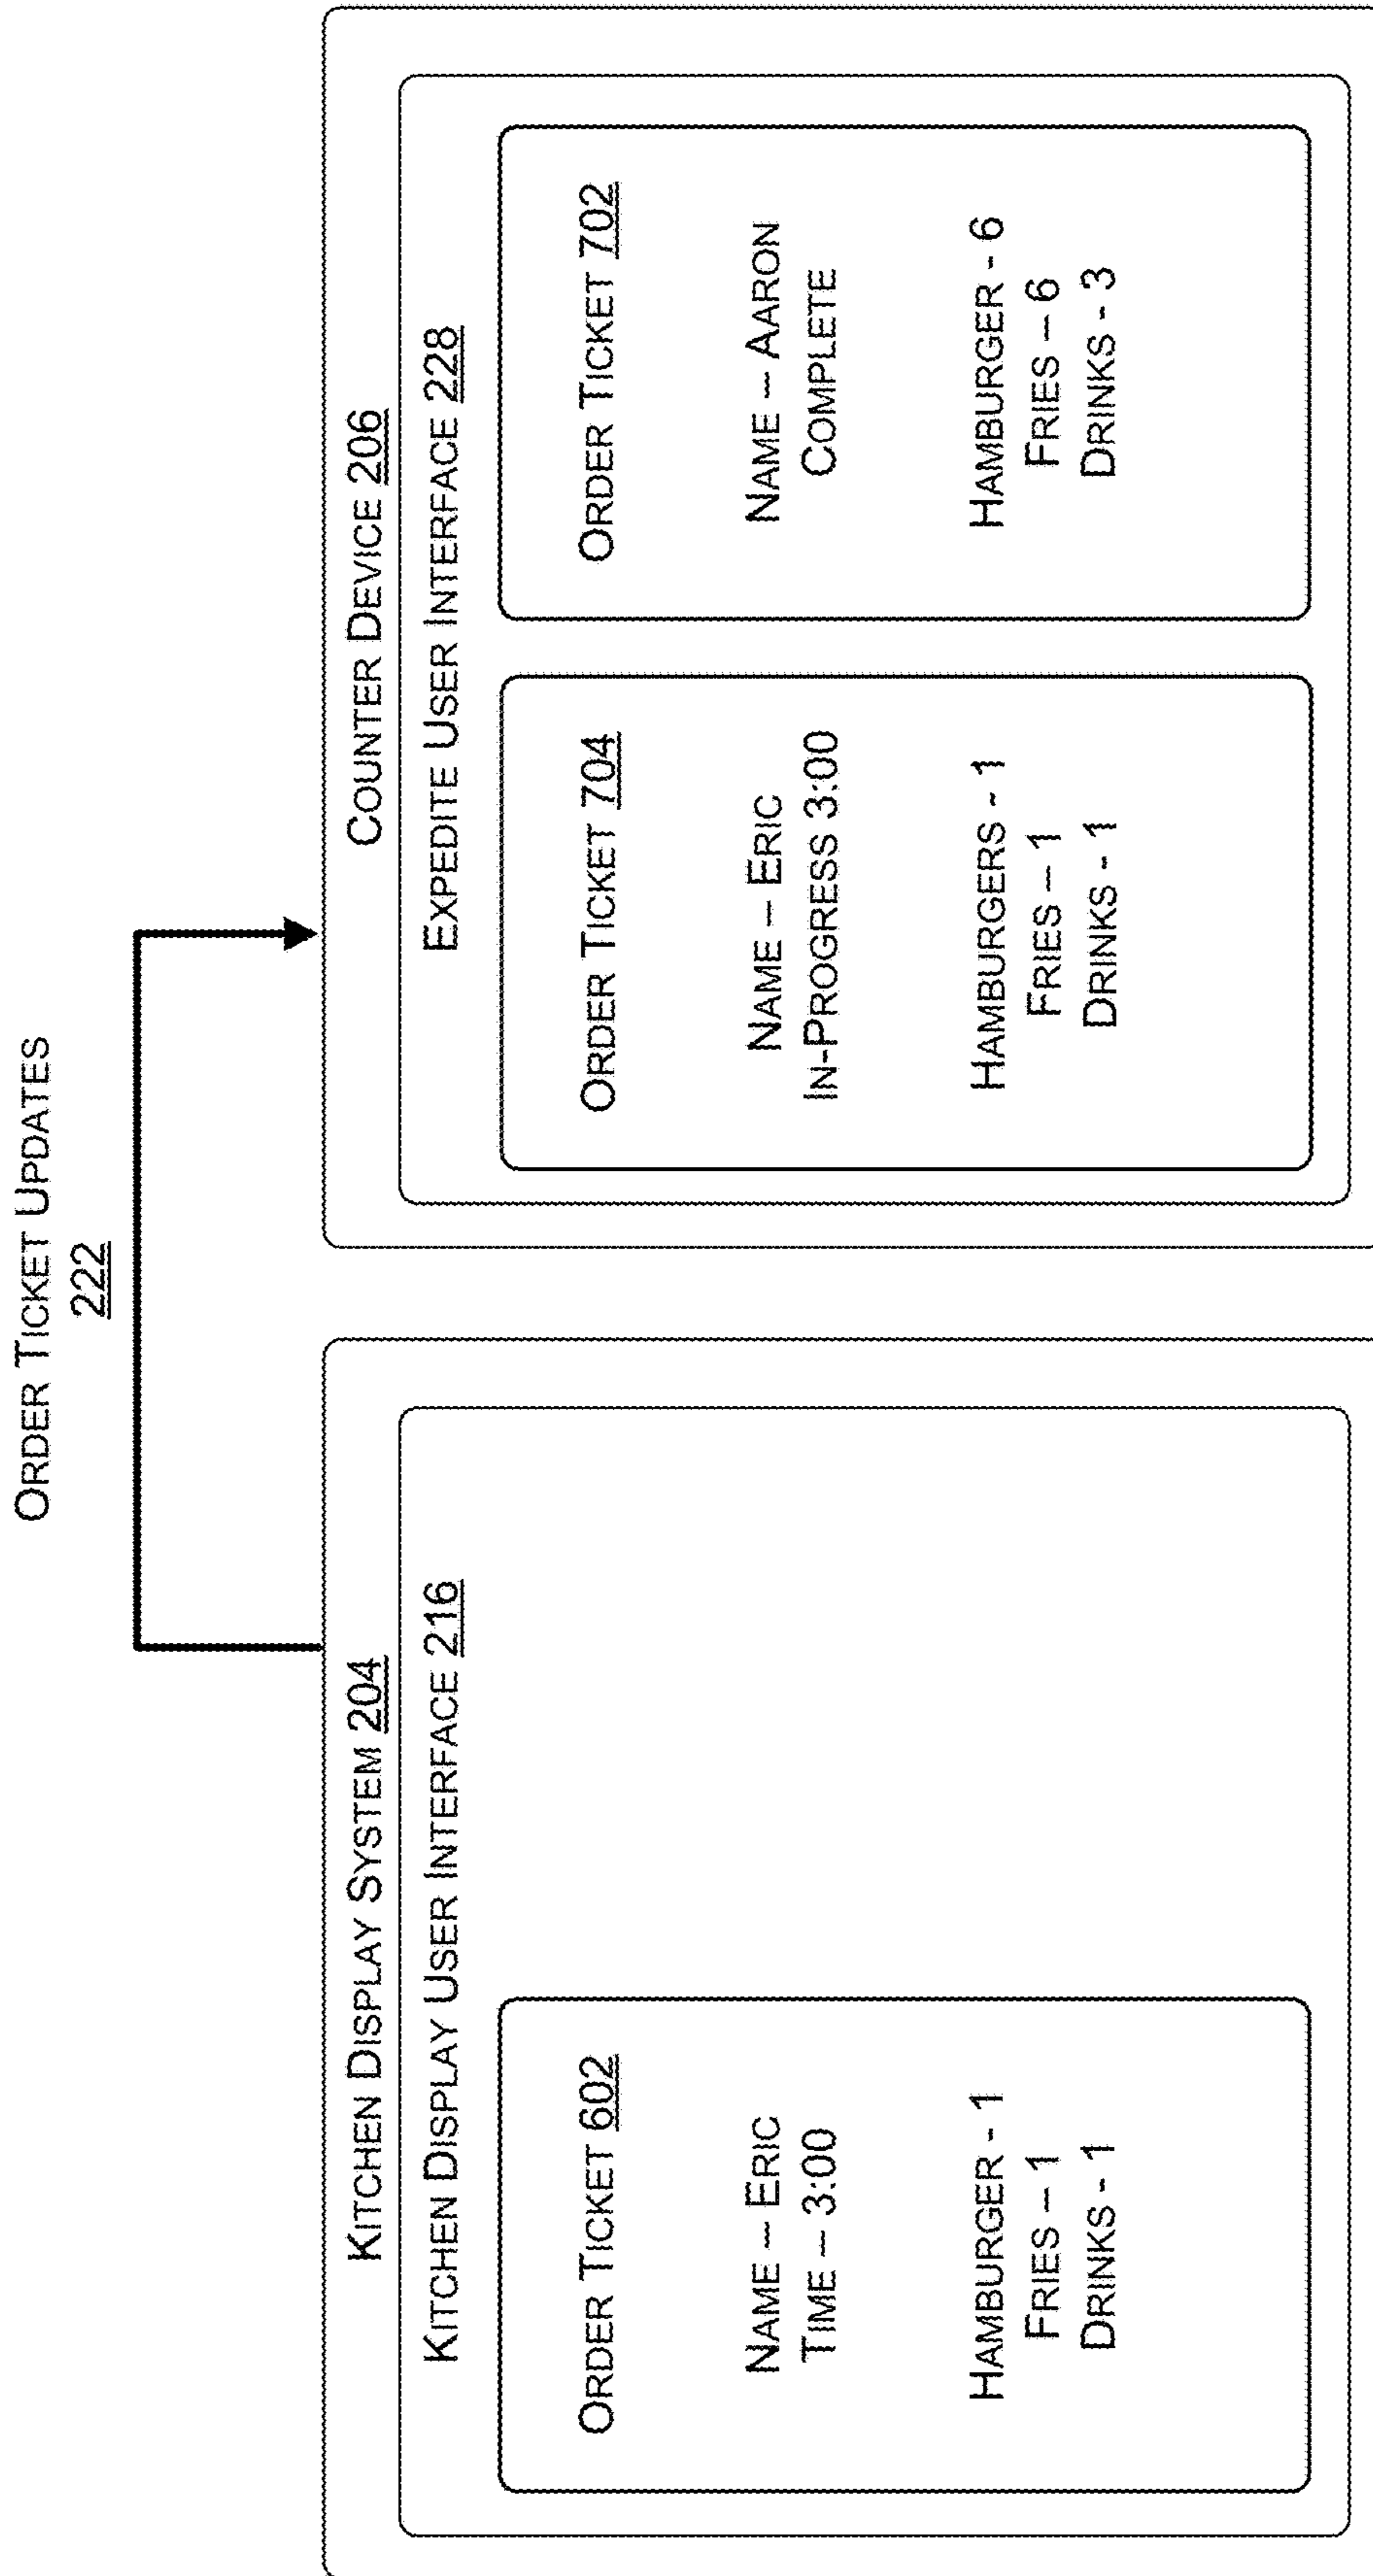 Order Ticket Updates
222
Kitchen Display System 204
Kitchen Display User Interface 216
Order Ticket 602
Name – Eric
Time – 3:00
Hamburger - 1
Fries – 1
Drinks - 1
Counter Device 206
Expedite User Interface 228
Order Ticket 704
Name – Eric
In-Progress 3:00
Hamburgers - 1
Fries – 1
Drinks - 1
Order Ticket 702
Name – Aaron
Complete
Hamburger - 6
Fries – 6
Drinks - 3